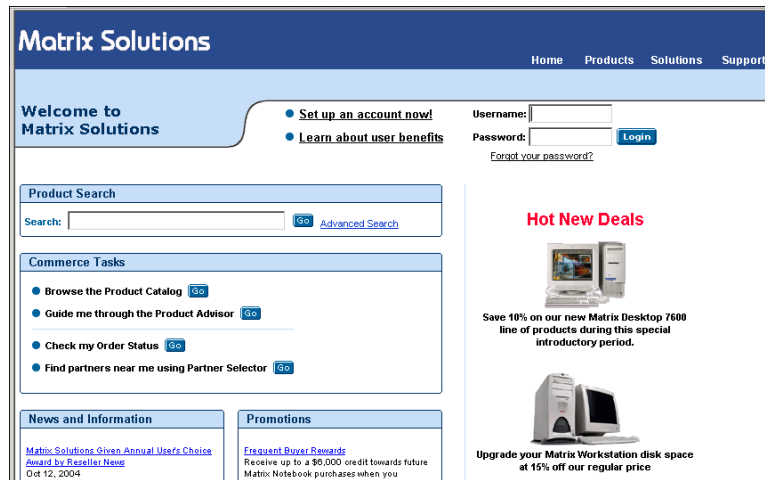 Matrix Solutions
Home Products Solutions Support
Welcome to
Matrix Solutions
Set up an account now!
Learn about user benefits
Username:
Password: Login
Forgot your password?
Product Search
Search: Go Advanced Search
Commerce Tasks
Browse the Product Catalog Go
Guide me through the Product Advisor Go
Check my Order Status Go
Find partners near me using Partner Selector Go
News and Information
Matrix Solutions Given Annual User's Choice
Award by Reseller News
Oct 12, 2004
Promotions
Frequent Buyer Rewards
Receive up to a $6,000 credit towards future
Matrix Notebook purchases when you
Hot New Deals
Save 10% on our new Matrix Desktop 7600
line of products during this special
introductory period.
Upgrade your Matrix Workstation disk space
at 15% off our regular price